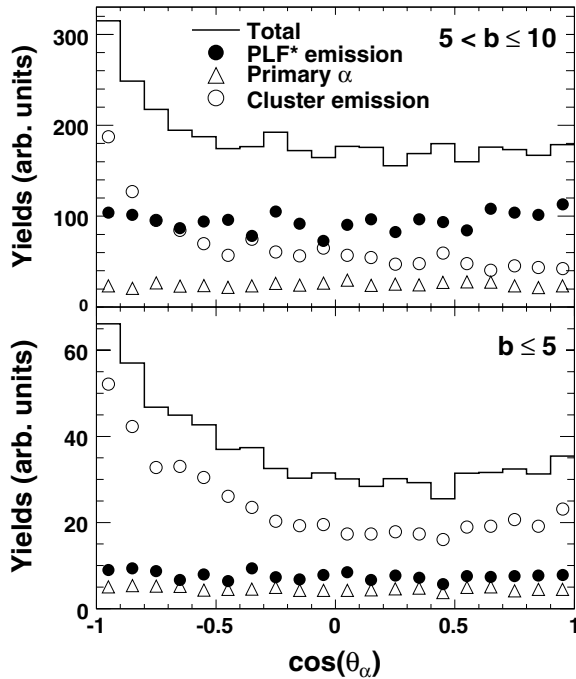 Total
PLF* emission
Primary α
Cluster emission
5 < b ≤ 10
Yields (arb. units)
300
200
100
0
b ≤ 5
Yields (arb. units)
60
40
20
0
-1
-0.5
0
0.5
1
cos(θα)